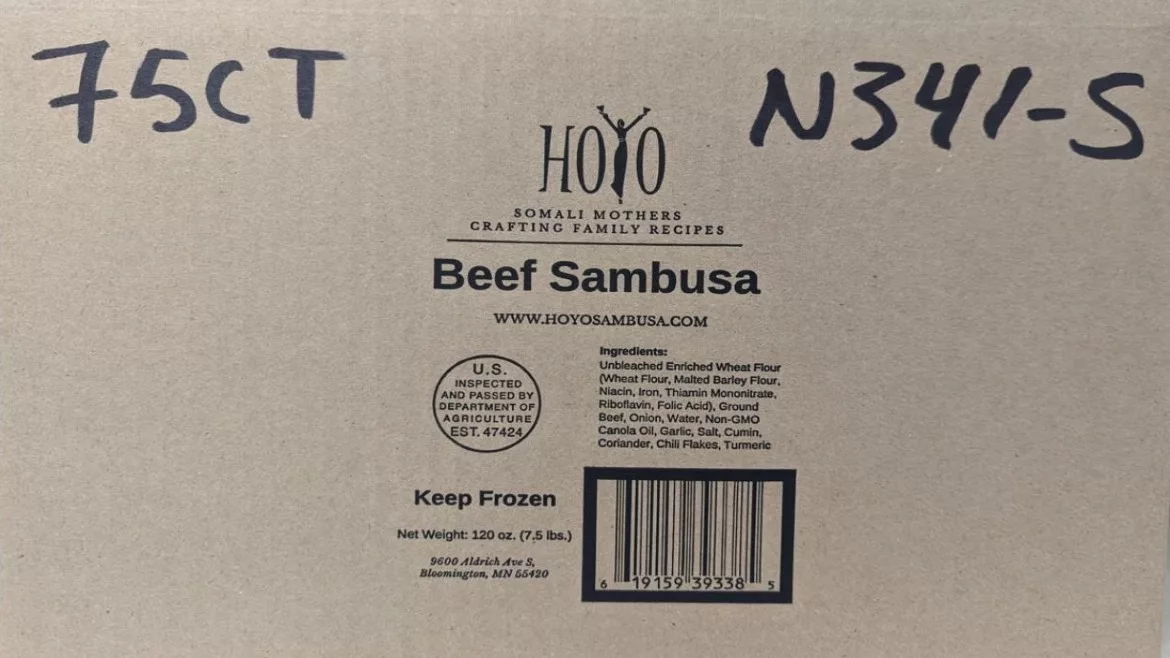 75CT
N341-S
HOYO
SOMALI MOTHERS
CRAFTING FAMILY RECIPES
Beef Sambusa
WWW.HOYOSAMBUSA.COM
U.S.
INSPECTED
AND PASSED BY
DEPARTMENT OF
AGRICULTURE
EST. 47424
Ingredients:
Unbleached Enriched Wheat Flour
(Wheat Flour, Malted Barley Flour,
Niacin, Iron, Thiamin Mononitrate,
Riboflavin, Folic Acid), Ground
Beef, Onion, Water, Non-GMO
Canola Oil, Garlic, Salt, Cumin,
Coriander, Chili Flakes, Turmeric
Keep Frozen
Net Weight: 120 oz. (7.5 lbs.)
9600 Aldrich Ave S,
Bloomington, MN 55420
6 19159 39338 5